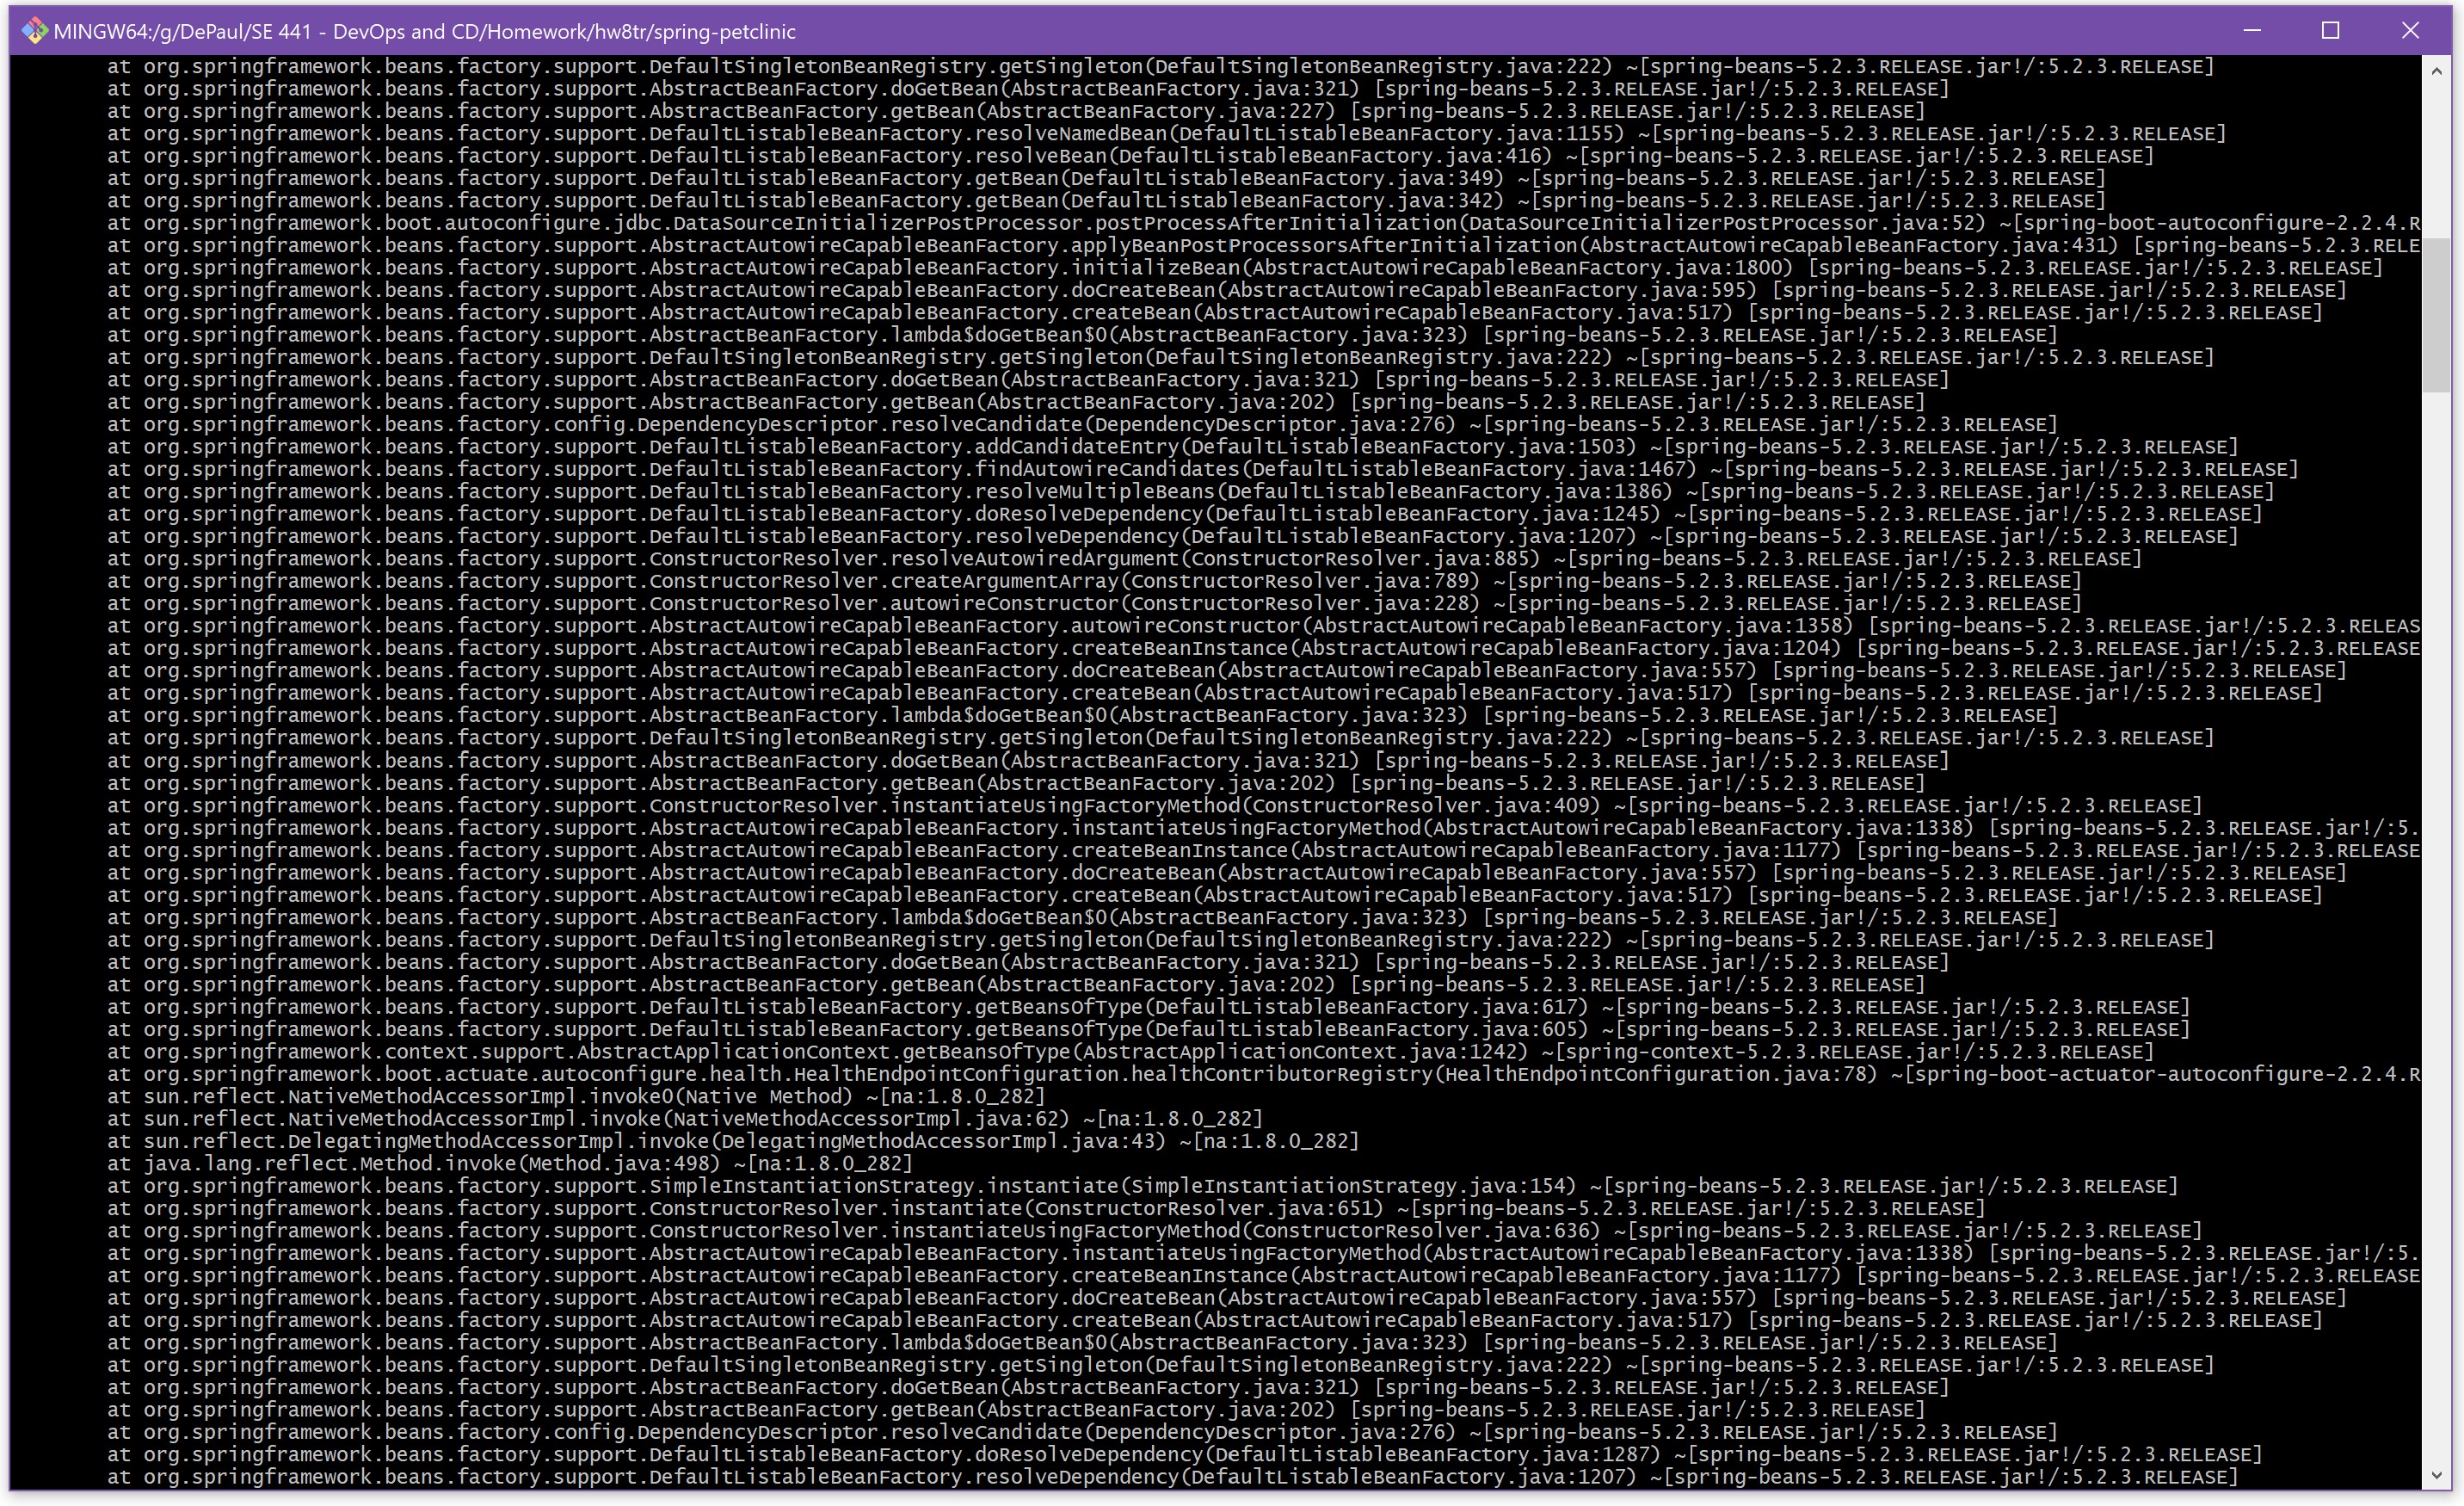 MINGW64:/g/DePaul/SE 441 - DevOps and CD/Homework/hw8tr/spring-petclinic
at org.springframework.beans.factory.support.DefaultSingletonBeanRegistry.getSingleton(DefaultSingletonBeanRegistry.java:222) ~[spring-beans-5.2.3.RELEASE.jar!/:5.2.3.RELEASE]
at org.springframework.beans.factory.support.AbstractBeanFactory.doGetBean(AbstractBeanFactory.java:321) [spring-beans-5.2.3.RELEASE.jar!/:5.2.3.RELEASE]
at org.springframework.beans.factory.support.AbstractBeanFactory.getBean(AbstractBeanFactory.java:227) [spring-beans-5.2.3.RELEASE.jar!/:5.2.3.RELEASE]
at org.springframework.beans.factory.support.DefaultListableBeanFactory.resolveNamedBean(DefaultListableBeanFactory.java:1155) ~[spring-beans-5.2.3.RELEASE.jar!/:5.2.3.RELEASE]
at org.springframework.beans.factory.support.DefaultListableBeanFactory.resolveBean(DefaultListableBeanFactory.java:416) ~[spring-beans-5.2.3.RELEASE.jar!/:5.2.3.RELEASE]
at org.springframework.beans.factory.support.DefaultListableBeanFactory.getBean(DefaultListableBeanFactory.java:349) ~[spring-beans-5.2.3.RELEASE.jar!/:5.2.3.RELEASE]
at org.springframework.beans.factory.support.DefaultListableBeanFactory.getBean(DefaultListableBeanFactory.java:342) ~[spring-beans-5.2.3.RELEASE.jar!/:5.2.3.RELEASE]
at org.springframework.boot.autoconfigure.jdbc.DataSourceInitializerPostProcessor.postProcessAfterInitialization(DataSourceInitializerPostProcessor.java:52) ~[spring-boot-autoconfigure-2.2.4.R
at org.springframework.beans.factory.support.AbstractAutowireCapableBeanFactory.applyBeanPostProcessorsAfterInitialization(AbstractAutowireCapableBeanFactory.java:431) [spring-beans-5.2.3.RELE
at org.springframework.beans.factory.support.AbstractAutowireCapableBeanFactory.initializeBean(AbstractAutowireCapableBeanFactory.java:1800) [spring-beans-5.2.3.RELEASE.jar!/:5.2.3.RELEASE]
at org.springframework.beans.factory.support.AbstractAutowireCapableBeanFactory.doCreateBean(AbstractAutowireCapableBeanFactory.java:595) [spring-beans-5.2.3.RELEASE.jar!/:5.2.3.RELEASE]
at org.springframework.beans.factory.support.AbstractAutowireCapableBeanFactory.createBean(AbstractAutowireCapableBeanFactory.java:517) [spring-beans-5.2.3.RELEASE.jar!/:5.2.3.RELEASE]
at org.springframework.beans.factory.support.AbstractBeanFactory.lambda$doGetBean$0(AbstractBeanFactory.java:323) [spring-beans-5.2.3.RELEASE.jar!/:5.2.3.RELEASE]
at org.springframework.beans.factory.support.DefaultSingletonBeanRegistry.getSingleton(DefaultSingletonBeanRegistry.java:222) ~[spring-beans-5.2.3.RELEASE.jar!/:5.2.3.RELEASE]
at org.springframework.beans.factory.support.AbstractBeanFactory.doGetBean(AbstractBeanFactory.java:321) [spring-beans-5.2.3.RELEASE.jar!/:5.2.3.RELEASE]
at org.springframework.beans.factory.support.AbstractBeanFactory.getBean(AbstractBeanFactory.java:202) [spring-beans-5.2.3.RELEASE.jar!/:5.2.3.RELEASE]
at org.springframework.beans.factory.config.DependencyDescriptor.resolveCandidate(DependencyDescriptor.java:276) ~[spring-beans-5.2.3.RELEASE.jar!/:5.2.3.RELEASE]
at org.springframework.beans.factory.support.DefaultListableBeanFactory.addCandidateEntry(DefaultListableBeanFactory.java:1503) ~[spring-beans-5.2.3.RELEASE.jar!/:5.2.3.RELEASE]
at org.springframework.beans.factory.support.DefaultListableBeanFactory.findAutowireCandidates(DefaultListableBeanFactory.java:1467) ~[spring-beans-5.2.3.RELEASE.jar!/:5.2.3.RELEASE]
at org.springframework.beans.factory.support.DefaultListableBeanFactory.resolveMultipleBeans(DefaultListableBeanFactory.java:1386) ~[spring-beans-5.2.3.RELEASE.jar!/:5.2.3.RELEASE]
at org.springframework.beans.factory.support.DefaultListableBeanFactory.doResolveDependency(DefaultListableBeanFactory.java:1245) ~[spring-beans-5.2.3.RELEASE.jar!/:5.2.3.RELEASE]
at org.springframework.beans.factory.support.DefaultListableBeanFactory.resolveDependency(DefaultListableBeanFactory.java:1207) ~[spring-beans-5.2.3.RELEASE.jar!/:5.2.3.RELEASE]
at org.springframework.beans.factory.support.ConstructorResolver.resolveAutowiredArgument(ConstructorResolver.java:885) ~[spring-beans-5.2.3.RELEASE.jar!/:5.2.3.RELEASE]
at org.springframework.beans.factory.support.ConstructorResolver.createArgumentArray(ConstructorResolver.java:789) ~[spring-beans-5.2.3.RELEASE.jar!/:5.2.3.RELEASE]
at org.springframework.beans.factory.support.ConstructorResolver.autowireConstructor(ConstructorResolver.java:228) ~[spring-beans-5.2.3.RELEASE.jar!/:5.2.3.RELEASE]
at org.springframework.beans.factory.support.AbstractAutowireCapableBeanFactory.autowireConstructor(AbstractAutowireCapableBeanFactory.java:1358) [spring-beans-5.2.3.RELEASE.jar!/:5.2.3.RELEAS
at org.springframework.beans.factory.support.AbstractAutowireCapableBeanFactory.createBeanInstance(AbstractAutowireCapableBeanFactory.java:1204) [spring-beans-5.2.3.RELEASE.jar!/:5.2.3.RELEASE
at org.springframework.beans.factory.support.AbstractAutowireCapableBeanFactory.doCreateBean(AbstractAutowireCapableBeanFactory.java:557) [spring-beans-5.2.3.RELEASE.jar!/:5.2.3.RELEASE]
at org.springframework.beans.factory.support.AbstractAutowireCapableBeanFactory.createBean(AbstractAutowireCapableBeanFactory.java:517) [spring-beans-5.2.3.RELEASE.jar!/:5.2.3.RELEASE]
at org.springframework.beans.factory.support.AbstractBeanFactory.lambda$doGetBean$0(AbstractBeanFactory.java:323) [spring-beans-5.2.3.RELEASE.jar!/:5.2.3.RELEASE]
at org.springframework.beans.factory.support.DefaultSingletonBeanRegistry.getSingleton(DefaultSingletonBeanRegistry.java:222) ~[spring-beans-5.2.3.RELEASE.jar!/:5.2.3.RELEASE]
at org.springframework.beans.factory.support.AbstractBeanFactory.doGetBean(AbstractBeanFactory.java:321) [spring-beans-5.2.3.RELEASE.jar!/:5.2.3.RELEASE]
at org.springframework.beans.factory.support.AbstractBeanFactory.getBean(AbstractBeanFactory.java:202) [spring-beans-5.2.3.RELEASE.jar!/:5.2.3.RELEASE]
at org.springframework.beans.factory.support.ConstructorResolver.instantiateUsingFactoryMethod(ConstructorResolver.java:409) ~[spring-beans-5.2.3.RELEASE.jar!/:5.2.3.RELEASE]
at org.springframework.beans.factory.support.AbstractAutowireCapableBeanFactory.instantiateUsingFactoryMethod(AbstractAutowireCapableBeanFactory.java:1338) [spring-beans-5.2.3.RELEASE.jar!/:5.
at org.springframework.beans.factory.support.AbstractAutowireCapableBeanFactory.createBeanInstance(AbstractAutowireCapableBeanFactory.java:1177) [spring-beans-5.2.3.RELEASE.jar!/:5.2.3.RELEASE
at org.springframework.beans.factory.support.AbstractAutowireCapableBeanFactory.doCreateBean(AbstractAutowireCapableBeanFactory.java:557) [spring-beans-5.2.3.RELEASE.jar!/:5.2.3.RELEASE]
at org.springframework.beans.factory.support.AbstractAutowireCapableBeanFactory.createBean(AbstractAutowireCapableBeanFactory.java:517) [spring-beans-5.2.3.RELEASE.jar!/:5.2.3.RELEASE]
at org.springframework.beans.factory.support.AbstractBeanFactory.lambda$doGetBean$0(AbstractBeanFactory.java:323) [spring-beans-5.2.3.RELEASE.jar!/:5.2.3.RELEASE]
at org.springframework.beans.factory.support.DefaultSingletonBeanRegistry.getSingleton(DefaultSingletonBeanRegistry.java:222) ~[spring-beans-5.2.3.RELEASE.jar!/:5.2.3.RELEASE]
at org.springframework.beans.factory.support.AbstractBeanFactory.doGetBean(AbstractBeanFactory.java:321) [spring-beans-5.2.3.RELEASE.jar!/:5.2.3.RELEASE]
at org.springframework.beans.factory.support.AbstractBeanFactory.getBean(AbstractBeanFactory.java:202) [spring-beans-5.2.3.RELEASE.jar!/:5.2.3.RELEASE]
at org.springframework.beans.factory.support.DefaultListableBeanFactory.getBeansOfType(DefaultListableBeanFactory.java:617) ~[spring-beans-5.2.3.RELEASE.jar!/:5.2.3.RELEASE]
at org.springframework.beans.factory.support.DefaultListableBeanFactory.getBeansOfType(DefaultListableBeanFactory.java:605) ~[spring-beans-5.2.3.RELEASE.jar!/:5.2.3.RELEASE]
at org.springframework.context.support.AbstractApplicationContext.getBeansOfType(AbstractApplicationContext.java:1242) ~[spring-context-5.2.3.RELEASE.jar!/:5.2.3.RELEASE]
at org.springframework.boot.actuate.autoconfigure.health.HealthEndpointConfiguration.healthContributorRegistry(HealthEndpointConfiguration.java:78) ~[spring-boot-actuator-autoconfigure-2.2.4.R
at sun.reflect.NativeMethodAccessorImpl.invoke0(Native Method) ~[na:1.8.0_282]
at sun.reflect.NativeMethodAccessorImpl.invoke(NativeMethodAccessorImpl.java:62) ~[na:1.8.0_282]
at sun.reflect.DelegatingMethodAccessorImpl.invoke(DelegatingMethodAccessorImpl.java:43) ~[na:1.8.0_282]
at java.lang.reflect.Method.invoke(Method.java:498) ~[na:1.8.0_282]
at org.springframework.beans.factory.support.SimpleInstantiationStrategy.instantiate(SimpleInstantiationStrategy.java:154) ~[spring-beans-5.2.3.RELEASE.jar!/:5.2.3.RELEASE]
at org.springframework.beans.factory.support.ConstructorResolver.instantiate(ConstructorResolver.java:651) ~[spring-beans-5.2.3.RELEASE.jar!/:5.2.3.RELEASE]
at org.springframework.beans.factory.support.ConstructorResolver.instantiateUsingFactoryMethod(ConstructorResolver.java:636) ~[spring-beans-5.2.3.RELEASE.jar!/:5.2.3.RELEASE]
at org.springframework.beans.factory.support.AbstractAutowireCapableBeanFactory.instantiateUsingFactoryMethod(AbstractAutowireCapableBeanFactory.java:1338) [spring-beans-5.2.3.RELEASE.jar!/:5.
at org.springframework.beans.factory.support.AbstractAutowireCapableBeanFactory.createBeanInstance(AbstractAutowireCapableBeanFactory.java:1177) [spring-beans-5.2.3.RELEASE.jar!/:5.2.3.RELEASE
at org.springframework.beans.factory.support.AbstractAutowireCapableBeanFactory.doCreateBean(AbstractAutowireCapableBeanFactory.java:557) [spring-beans-5.2.3.RELEASE.jar!/:5.2.3.RELEASE]
at org.springframework.beans.factory.support.AbstractAutowireCapableBeanFactory.createBean(AbstractAutowireCapableBeanFactory.java:517) [spring-beans-5.2.3.RELEASE.jar!/:5.2.3.RELEASE]
at org.springframework.beans.factory.support.AbstractBeanFactory.lambda$doGetBean$0(AbstractBeanFactory.java:323) [spring-beans-5.2.3.RELEASE.jar!/:5.2.3.RELEASE]
at org.springframework.beans.factory.support.DefaultSingletonBeanRegistry.getSingleton(DefaultSingletonBeanRegistry.java:222) ~[spring-beans-5.2.3.RELEASE.jar!/:5.2.3.RELEASE]
at org.springframework.beans.factory.support.AbstractBeanFactory.doGetBean(AbstractBeanFactory.java:321) [spring-beans-5.2.3.RELEASE.jar!/:5.2.3.RELEASE]
at org.springframework.beans.factory.support.AbstractBeanFactory.getBean(AbstractBeanFactory.java:202) [spring-beans-5.2.3.RELEASE.jar!/:5.2.3.RELEASE]
at org.springframework.beans.factory.config.DependencyDescriptor.resolveCandidate(DependencyDescriptor.java:276) ~[spring-beans-5.2.3.RELEASE.jar!/:5.2.3.RELEASE]
at org.springframework.beans.factory.support.DefaultListableBeanFactory.doResolveDependency(DefaultListableBeanFactory.java:1287) ~[spring-beans-5.2.3.RELEASE.jar!/:5.2.3.RELEASE]
at org.springframework.beans.factory.support.DefaultListableBeanFactory.resolveDependency(DefaultListableBeanFactory.java:1207) ~[spring-beans-5.2.3.RELEASE.jar!/:5.2.3.RELEASE]